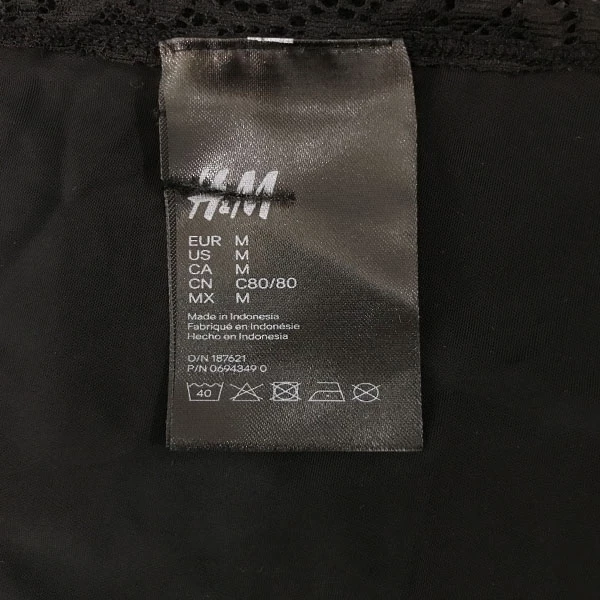 H&M
EUR M
US M
CA M
CN C80/80
MX M
Made in Indonesia
Fabriqué en Indonésie
Hecho en Indonesia
O/N 187621
P/N 0694349 0
40